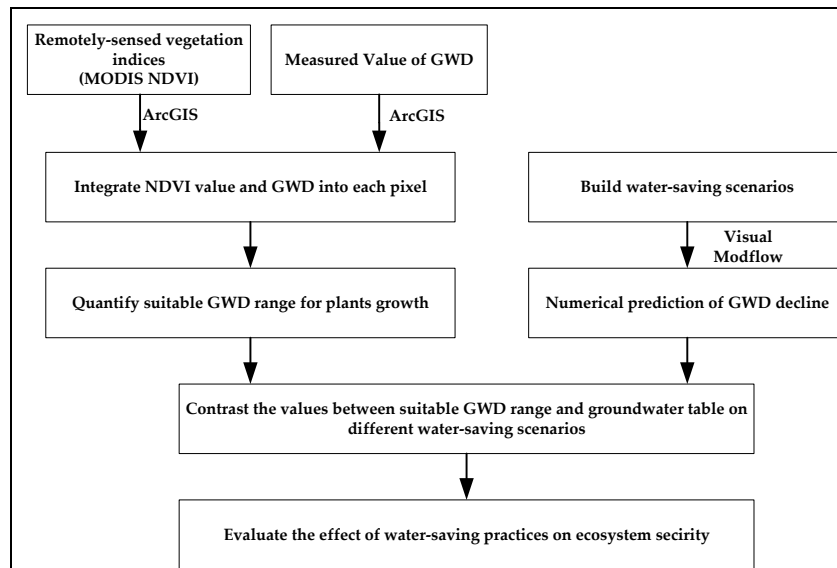 Remotely-sensed vegetation
indices
(MODIS NDVI)
Measured Value of GWD
ArcGIS
ArcGIS
Integrate NDVI value and GWD into each pixel
Build water-saving scenarios
Visual
Modflow
Quantify suitable GWD range for plants growth
Numerical prediction of GWD decline
Contrast the values between suitable GWD range and groundwater table on
different water-saving scenarios
Evaluate the effect of water-saving practices on ecosystem secirity